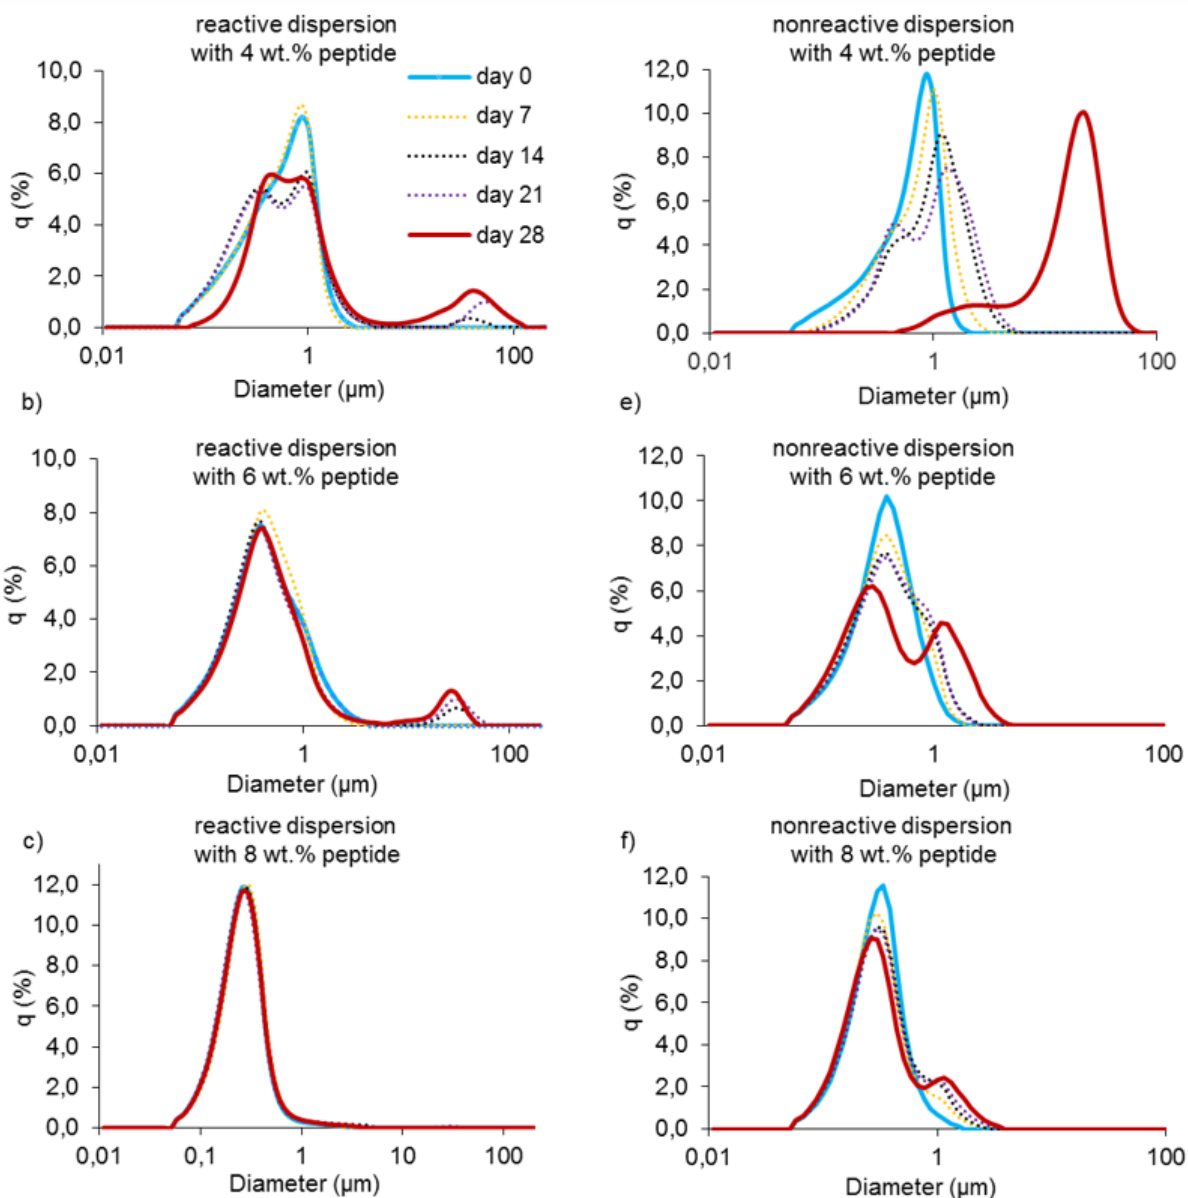 reactive dispersion
with 4 wt.% peptide
10,0
8,0
6,0
4,0
2,0
0,0
q (%)
0,01
1
100
Diameter (µm)
day 0
day 7
day 14
day 21
day 28
nonreactive dispersion
with 4 wt.% peptide
12,0
10,0
8,0
6,0
4,0
2,0
0,0
q (%)
0,01
1
100
Diameter (µm)
b)
reactive dispersion
with 6 wt.% peptide
10,0
8,0
6,0
4,0
2,0
0,0
q (%)
0,01
1
100
Diameter (µm)
e)
nonreactive dispersion
with 6 wt.% peptide
12,0
10,0
8,0
6,0
4,0
2,0
0,0
q (%)
0,01
1
100
Diameter (µm)
c)
reactive dispersion
with 8 wt.% peptide
12,0
10,0
8,0
6,0
4,0
2,0
0,0
q (%)
0,01
0,1
1
10
100
Diameter (µm)
f)
nonreactive dispersion
with 8 wt.% peptide
12,0
10,0
8,0
6,0
4,0
2,0
0,0
q (%)
0,01
1
100
Diameter (µm)